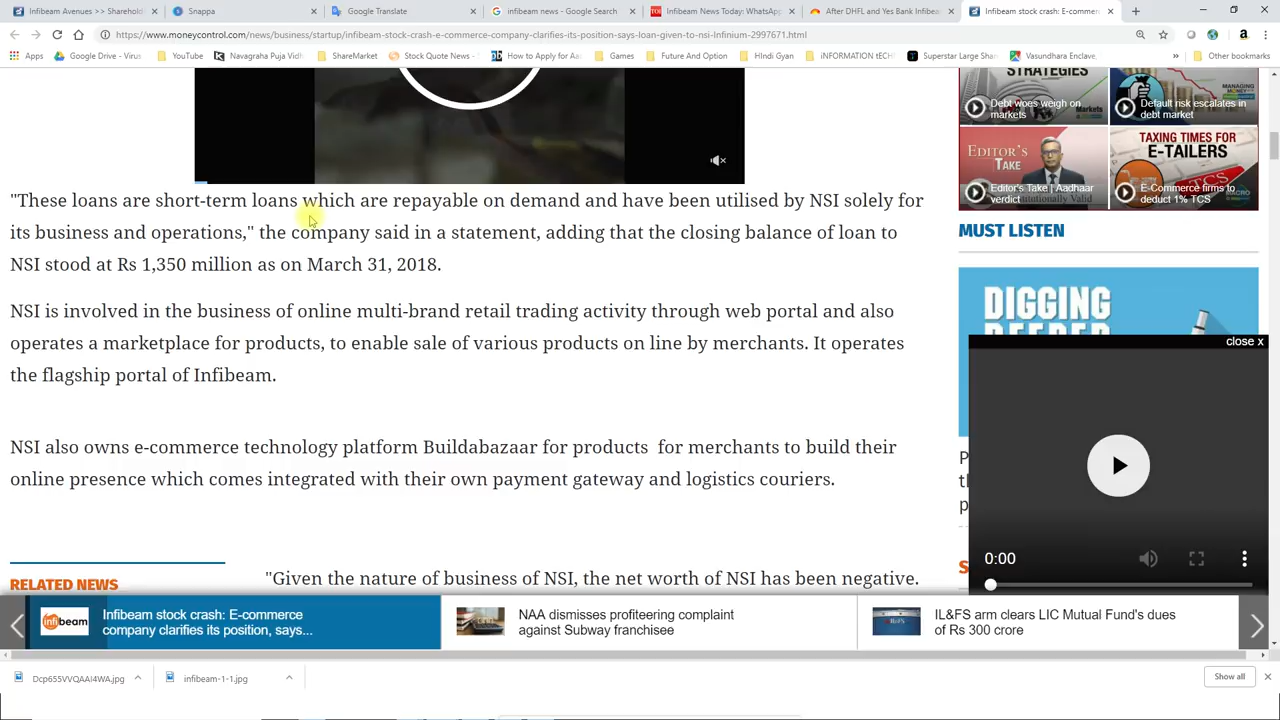 Infibeam Avenues >> Sharehold
Snappa
Google Translate
infibeam news - Google Search
Infibeam News Today: WhatsApp
After DHFL and Yes Bank Infibea
Infibeam stock crash: E-commer
https://www.moneycontrol.com/news/business/startup/infibeam-stock-crash-e-commerce-company-clarifies-its-position-says-loan-given-to-nsi-Infinium-2997671.html
Apps
Google Drive - Virus
YouTube
Navagraha Puja Vidh
ShareMarket
Stock Quote News -
How to Apply for Aa
Games
Future And Option
HIndi Gyan
iNFORMATION tECH
Superstar Large Shar
Vasundhara Enclave,
Other bookmarks
STRATEGIES
Debt woes weigh on
markets
MANAGING
MONEY
Default risk escalates in
debt market
EDITOR'S
TAKE
Editor's Take | Aadhaar
verdict
TAXING TIMES FOR
E-TAILERS
E-Commerce firms to
deduct 1% TCS
"These loans are short-term loans which are repayable on demand and have been utilised by NSI solely for
its business and operations," the company said in a statement, adding that the closing balance of loan to
NSI stood at Rs 1,350 million as on March 31, 2018.
NSI is involved in the business of online multi-brand retail trading activity through web portal and also
operates a marketplace for products, to enable sale of various products on line by merchants. It operates
the flagship portal of Infibeam.
NSI also owns e-commerce technology platform Buildabazaar for products for merchants to build their
online presence which comes integrated with their own payment gateway and logistics couriers.
RELATED NEWS
"Given the nature of business of NSI, the net worth of NSI has been negative.
MUST LISTEN
DIGGING
DEEPER
close x
0:00
infibeam
Infibeam stock crash: E-commerce
company clarifies its position, says...
NAA dismisses profiteering complaint
against Subway franchisee
IL&FS arm clears LIC Mutual Fund's dues
of Rs 300 crore
Dcp655VVQAAI4WA.jpg
infibeam-1-1.jpg
Show all